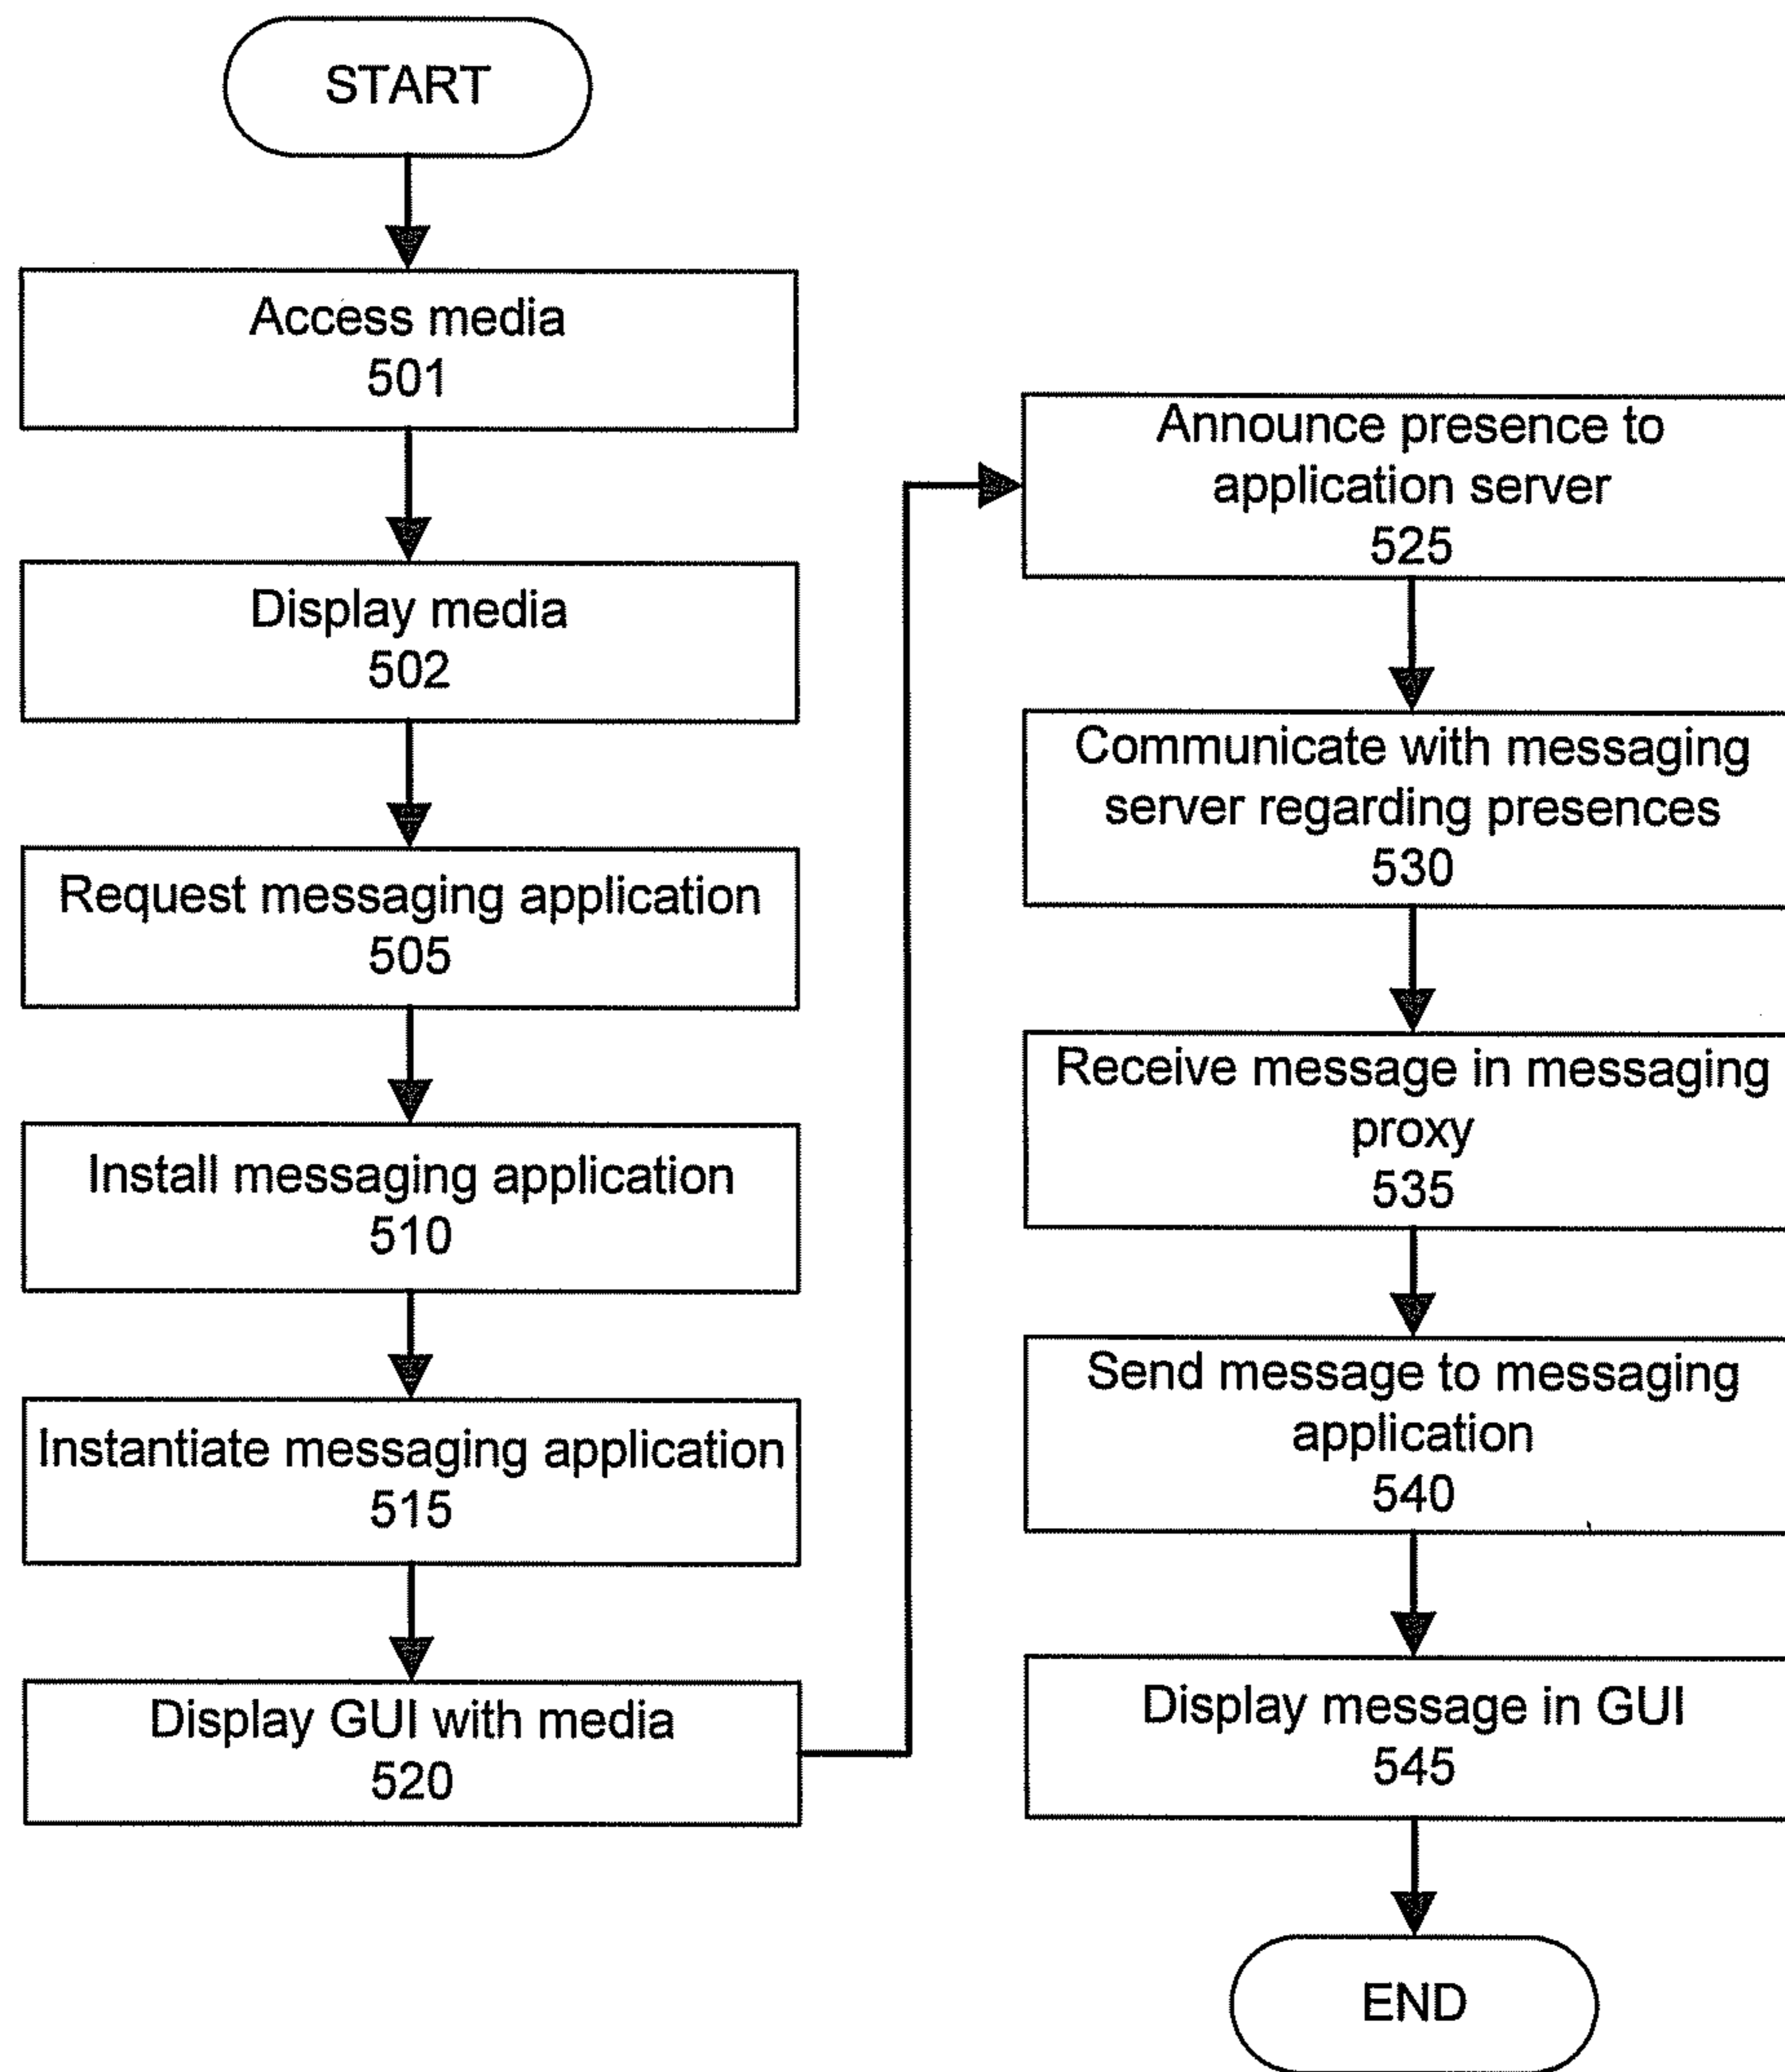 START
Access media
501
Display media
502
Request messaging application
505
Install messaging application
510
Instantiate messaging application
515
Display GUI with media
520
Announce presence to
application server
525
Communicate with messaging
server regarding presences
530
Receive message in messaging
proxy
535
Send message to messaging
application
540
Display message in GUI
545
END